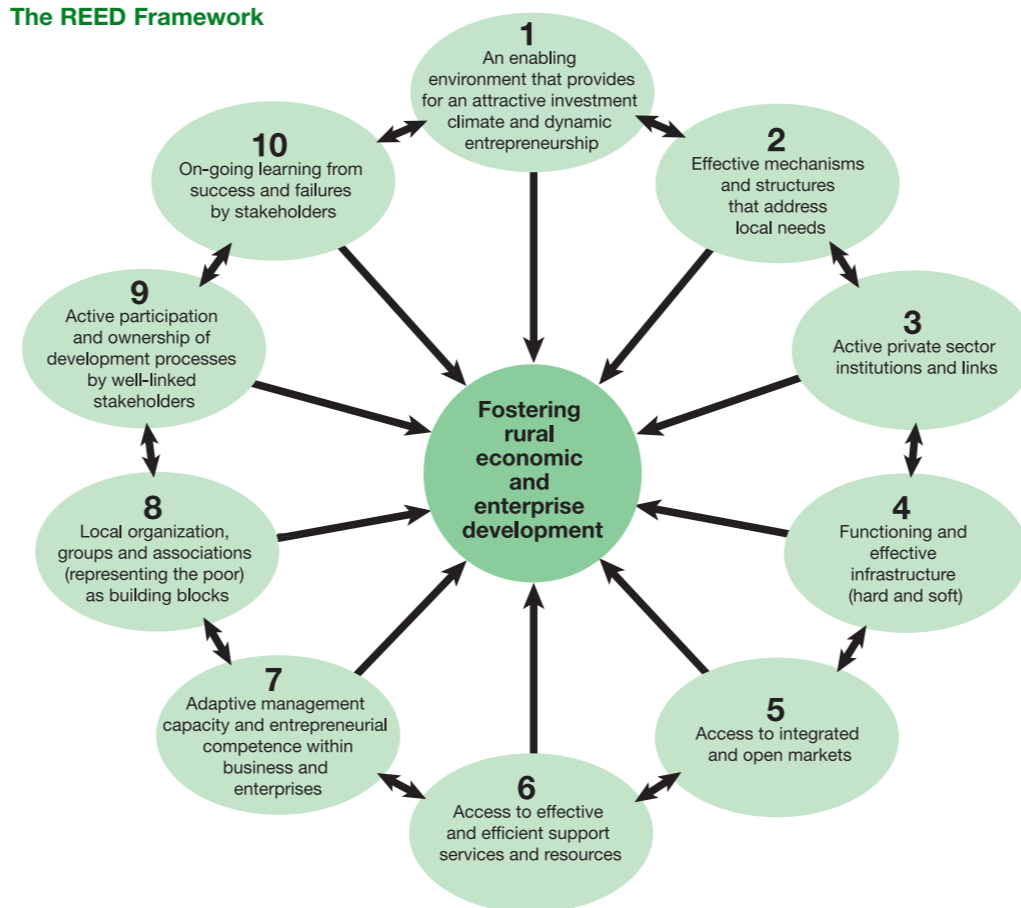 The REED Framework
1
An enabling
environment that provides
for an attractive investment
climate and dynamic
entrepreneurship
2
Effective mechanisms
and structures
that address
local needs
3
Active private sector
institutions and links
4
Functioning and
effective
infrastructure
(hard and soft)
5
Access to integrated
and open markets
6
Access to effective
and efficient support
services and resources
7
Adaptive management
capacity and entrepreneurial
competence within
business and
enterprises
8
Local organization,
groups and associations
(representing the poor)
as building blocks
9
Active participation
and ownership of
development processes
by well-linked
stakeholders
10
On-going learning from
success and failures
by stakeholders
Fostering
rural
economic
and
enterprise
development